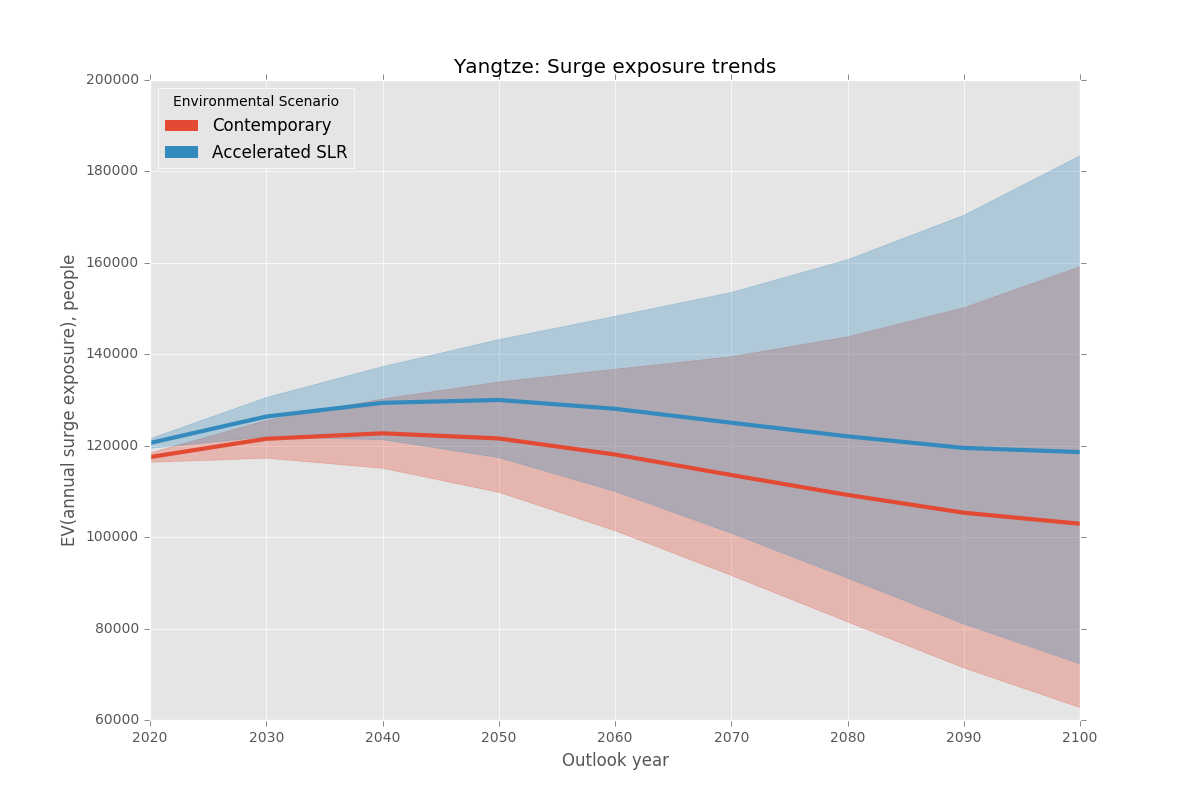 Yangtze: Surge exposure trends
Environmental Scenario
Contemporary
Accelerated SLR
EV(annual surge exposure), people
200000
180000
160000
140000
120000
100000
80000
60000
2020 2030 2040 2050 2060 2070 2080 2090 2100
Outlook year